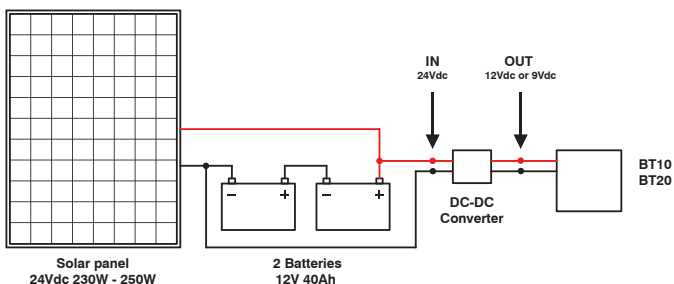 IN
24Vdc
OUT
12Vdc or 9Vdc
BT10
BT20
− +
− +
DC-DC
Converter
Solar panel
24Vdc 230W - 250W
2 Batteries
12V 40Ah